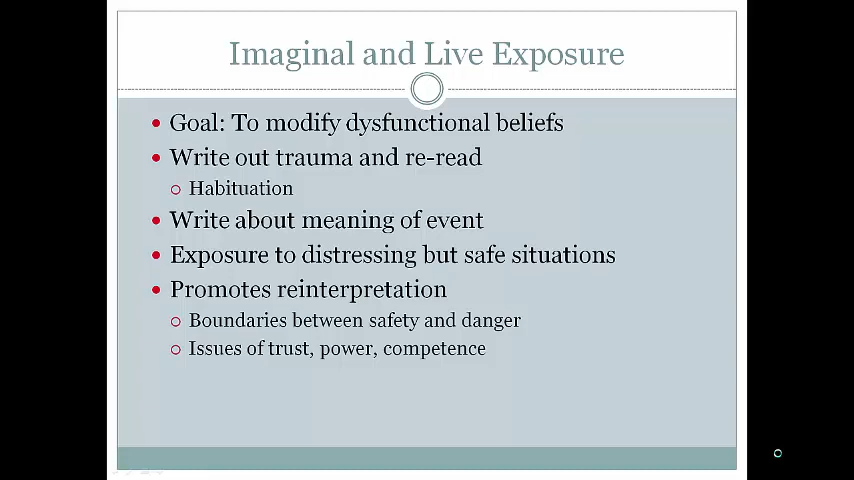 Imaginal and Live Exposure
Goal: To modify dysfunctional beliefs
Write out trauma and re-read
Habituation
Write about meaning of event
Exposure to distressing but safe situations
Promotes reinterpretation
Boundaries between safety and danger
Issues of trust, power, competence